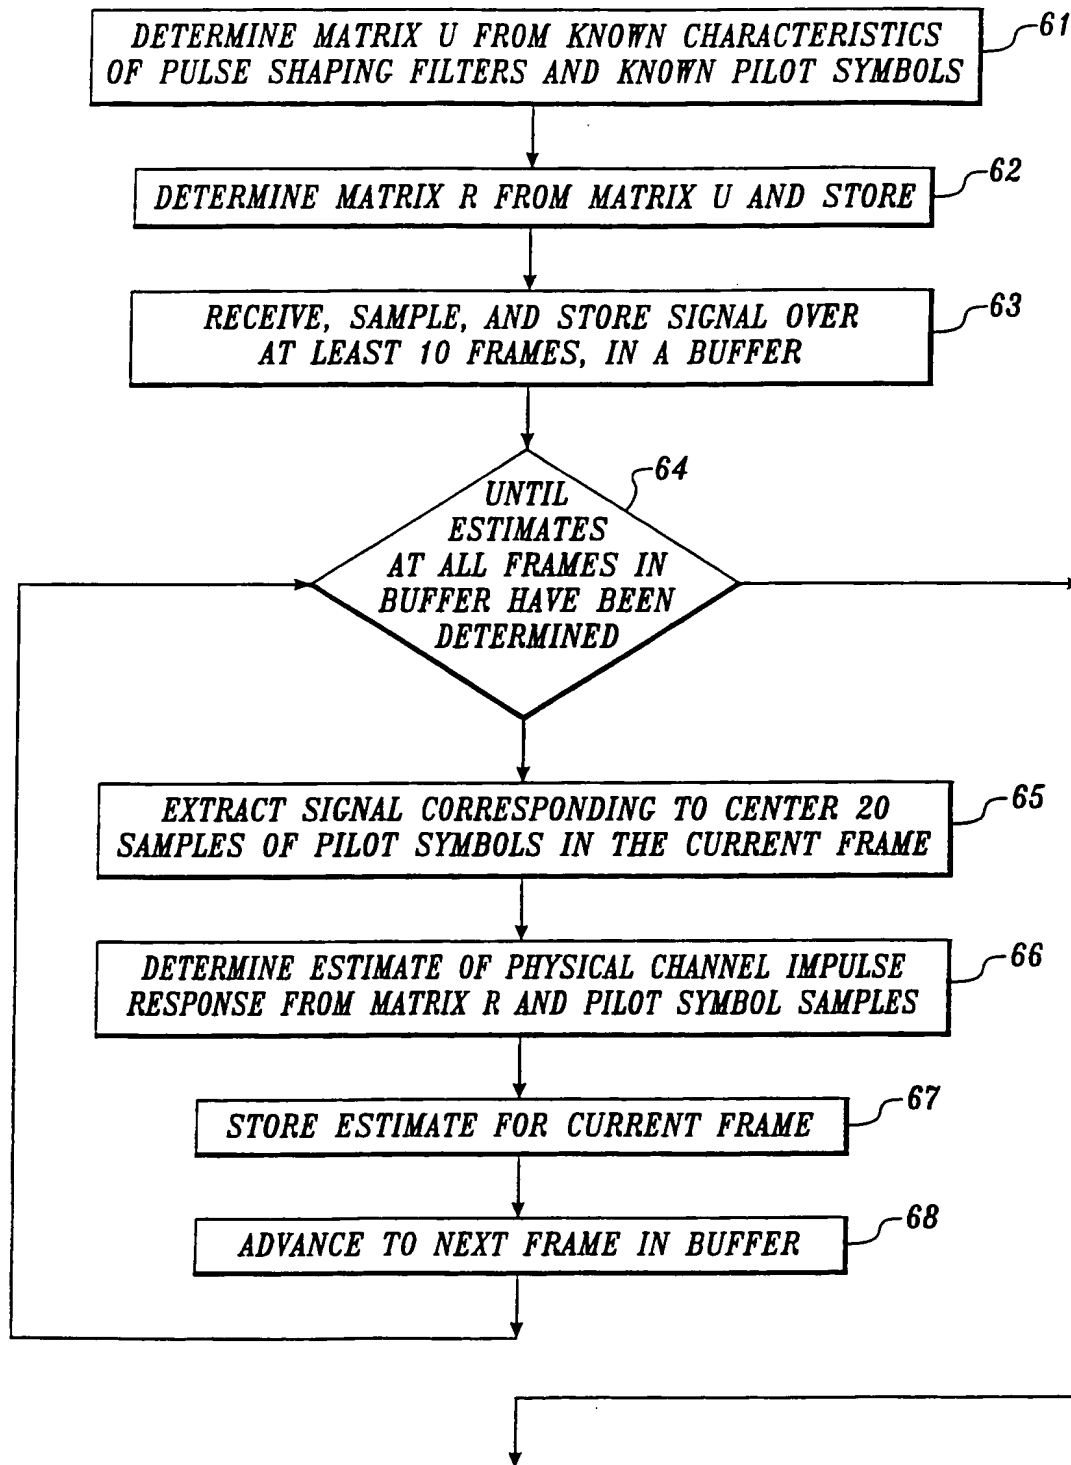 DETERMINE MATRIX U FROM KNOWN CHARACTERISTICS
OF PULSE SHAPING FILTERS AND KNOWN PILOT SYMBOLS
61
DETERMINE MATRIX R FROM MATRIX U AND STORE
62
RECEIVE, SAMPLE, AND STORE SIGNAL OVER
AT LEAST 10 FRAMES, IN A BUFFER
63
UNTIL
ESTIMATES
AT ALL FRAMES IN
BUFFER HAVE BEEN
DETERMINED
64
EXTRACT SIGNAL CORRESPONDING TO CENTER 20
SAMPLES OF PILOT SYMBOLS IN THE CURRENT FRAME
65
DETERMINE ESTIMATE OF PHYSICAL CHANNEL IMPULSE
RESPONSE FROM MATRIX R AND PILOT SYMBOL SAMPLES
66
STORE ESTIMATE FOR CURRENT FRAME
67
ADVANCE TO NEXT FRAME IN BUFFER
68